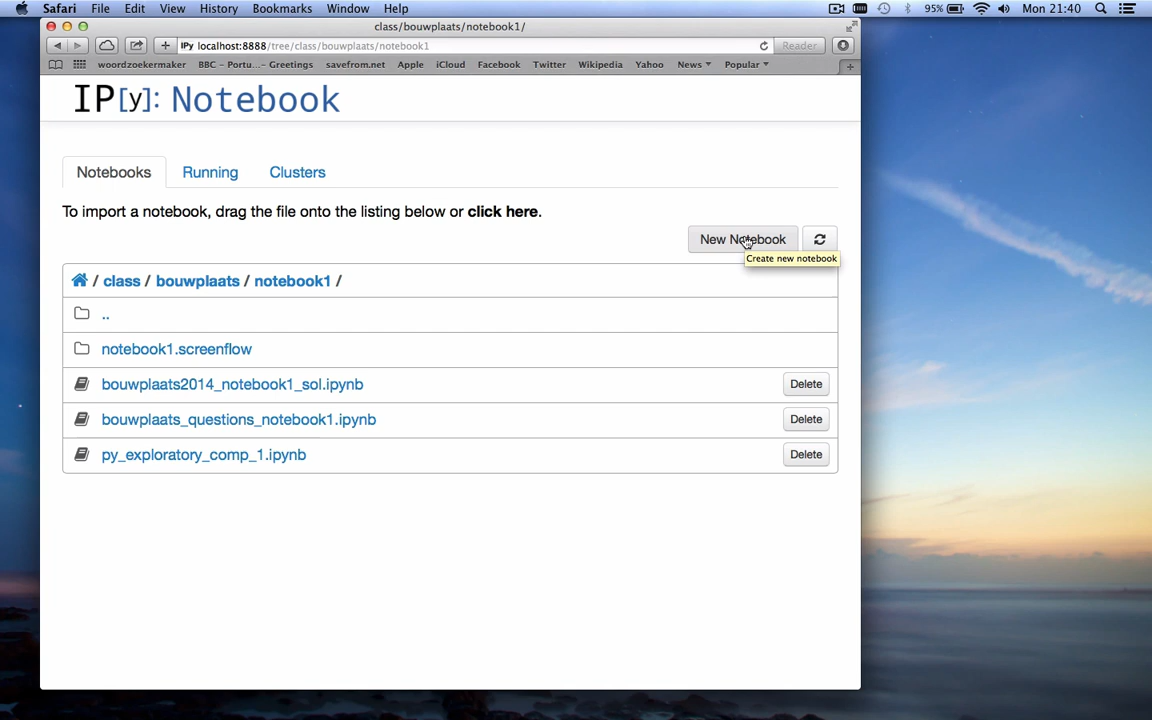 Safari File Edit View History Bookmarks Window Help 95% Mon 21:40
class/bouwplaats/notebook1/
IPy localhost:8888/tree/class/bouwplaats/notebook1 Reader
woordzoekermaker BBC – Portu...– Greetings savefrom.net Apple iCloud Facebook Twitter Wikipedia Yahoo News Popular
IP[y]: Notebook
Notebooks Running Clusters
To import a notebook, drag the file onto the listing below or click here.
New Notebook
Create new notebook
/ class / bouwplaats / notebook1 /
..
notebook1.screenflow
bouwplaats2014_notebook1_sol.ipynb Delete
bouwplaats_questions_notebook1.ipynb Delete
py_exploratory_comp_1.ipynb Delete